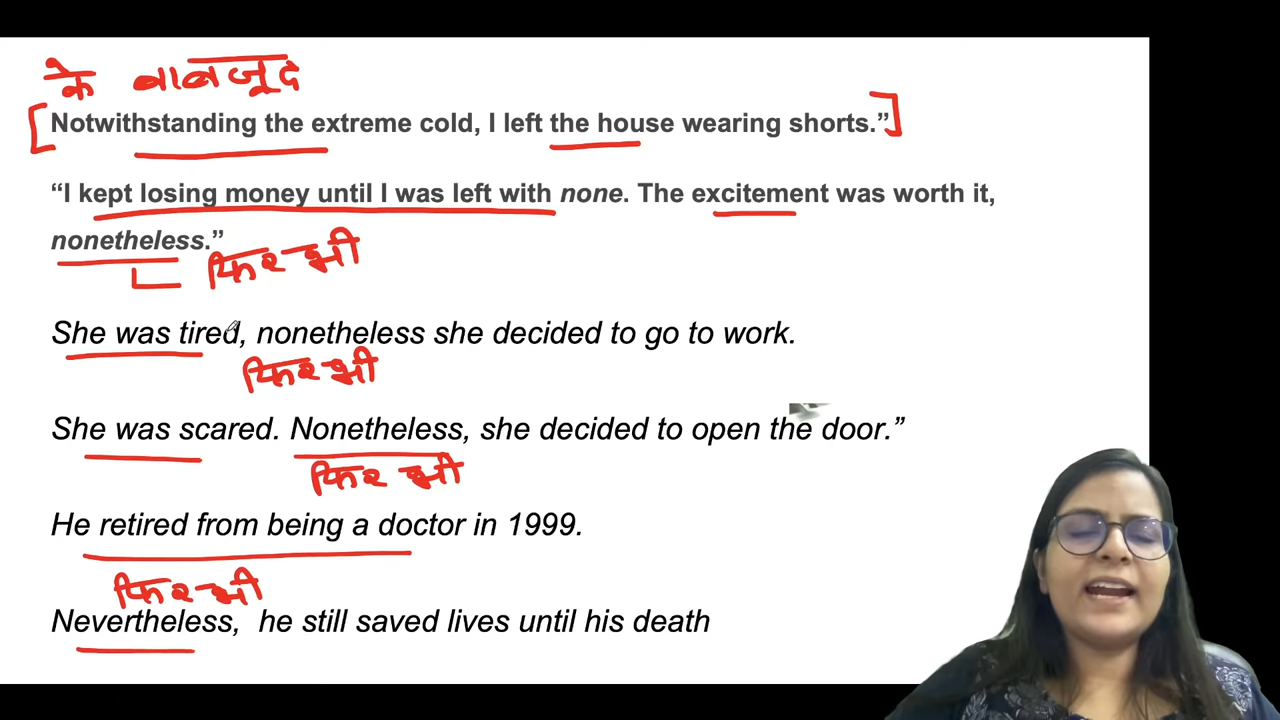 के बावजूद
Notwithstanding the extreme cold, I left the house wearing shorts.”
“I kept losing money until I was left with none. The excitement was worth it,
nonetheless.”
फिर भी
She was tired, nonetheless she decided to go to work.
फिर भी
She was scared. Nonetheless, she decided to open the door.”
फिर भी
He retired from being a doctor in 1999.
फिर भी
Nevertheless, he still saved lives until his death